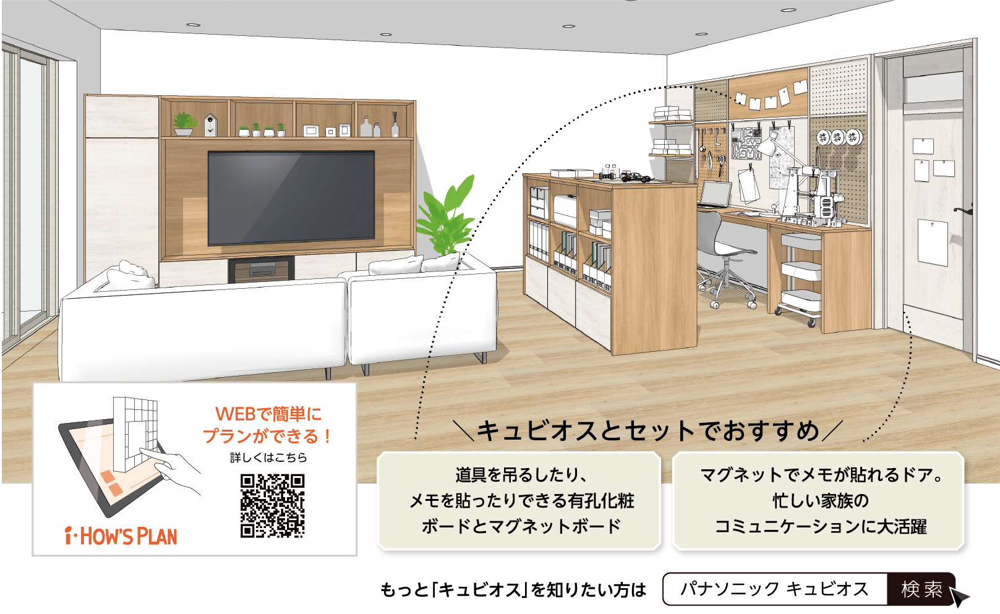 WEBで簡単に
プランができる！
詳しくはこちら
i・HOW'S PLAN
＼キュビオスとセットでおすすめ／
道具を吊るしたり、
メモを貼ったりできる有孔化粧
ボードとマグネットボード
マグネットでメモが貼れるドア。
忙しい家族の
コミュニケーションに大活躍
もっと「キュビオス」を知りたい方は
パナソニック キュビオス
検索